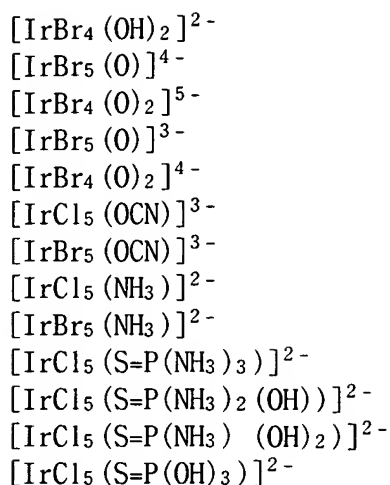 [IrBr₄(OH)₂]²⁻
[IrBr₅(O)]⁴⁻
[IrBr₄(O)₂]⁵⁻
[IrBr₅(O)]³⁻
[IrBr₄(O)₂]⁴⁻
[IrCl₅(OCN)]³⁻
[IrBr₅(OCN)]³⁻
[IrCl₅(NH₃)]²⁻
[IrBr₅(NH₃)]²⁻
[IrCl₅(S=P(NH₃)₃)]²⁻
[IrCl₅(S=P(NH₃)₂(OH))]²⁻
[IrCl₅(S=P(NH₃) (OH)₂)]²⁻
[IrCl₅(S=P(OH)₃)]²⁻